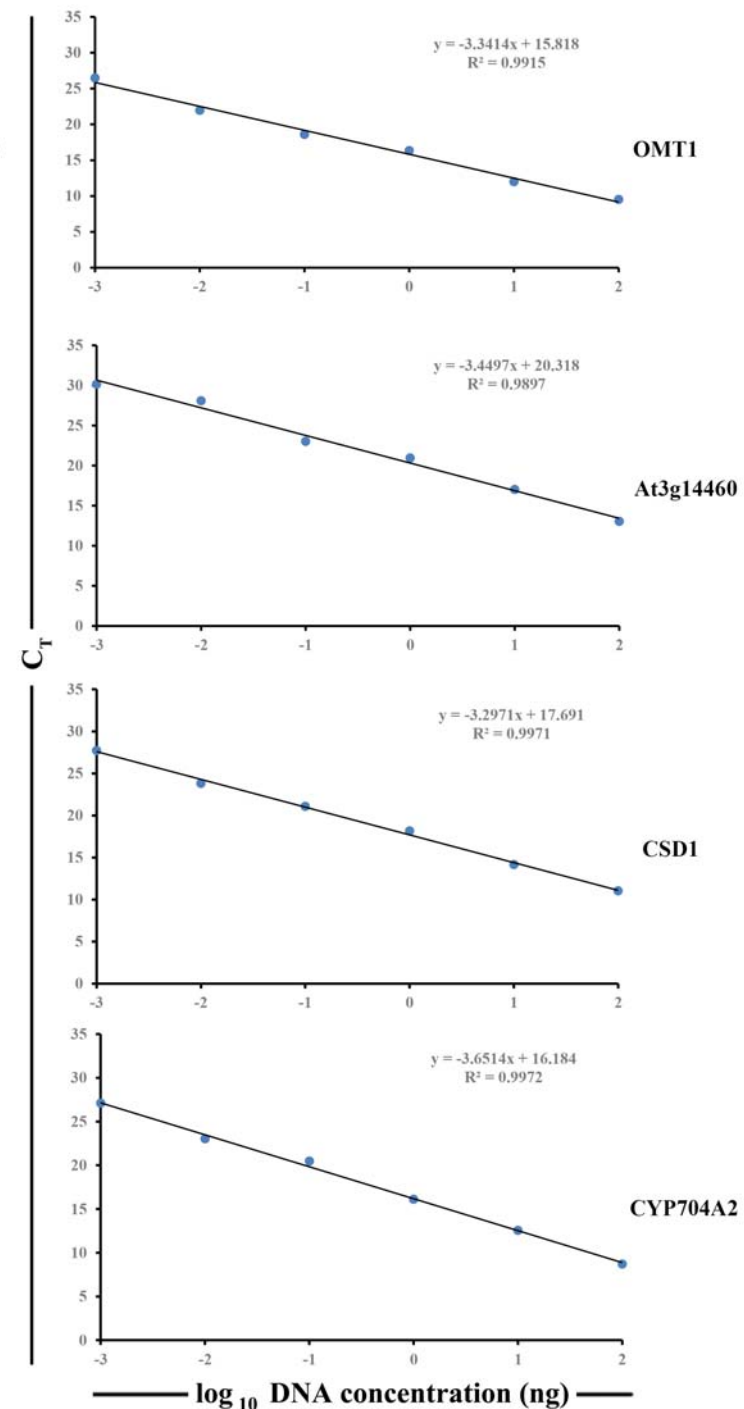 35
30
25
20
15
10
5
0
-3 -2 -1 0 1 2
y = -3.3414x + 15.818
R² = 0.9915
OMT1
35
30
25
20
15
10
5
0
-3 -2 -1 0 1 2
y = -3.4497x + 20.318
R² = 0.9897
At3g14460
C_T
35
30
25
20
15
10
5
0
-3 -2 -1 0 1 2
y = -3.2971x + 17.691
R² = 0.9971
CSD1
35
30
25
20
15
10
5
0
-3 -2 -1 0 1 2
y = -3.6514x + 16.184
R² = 0.9972
CYP704A2
log ₁₀ DNA concentration (ng)